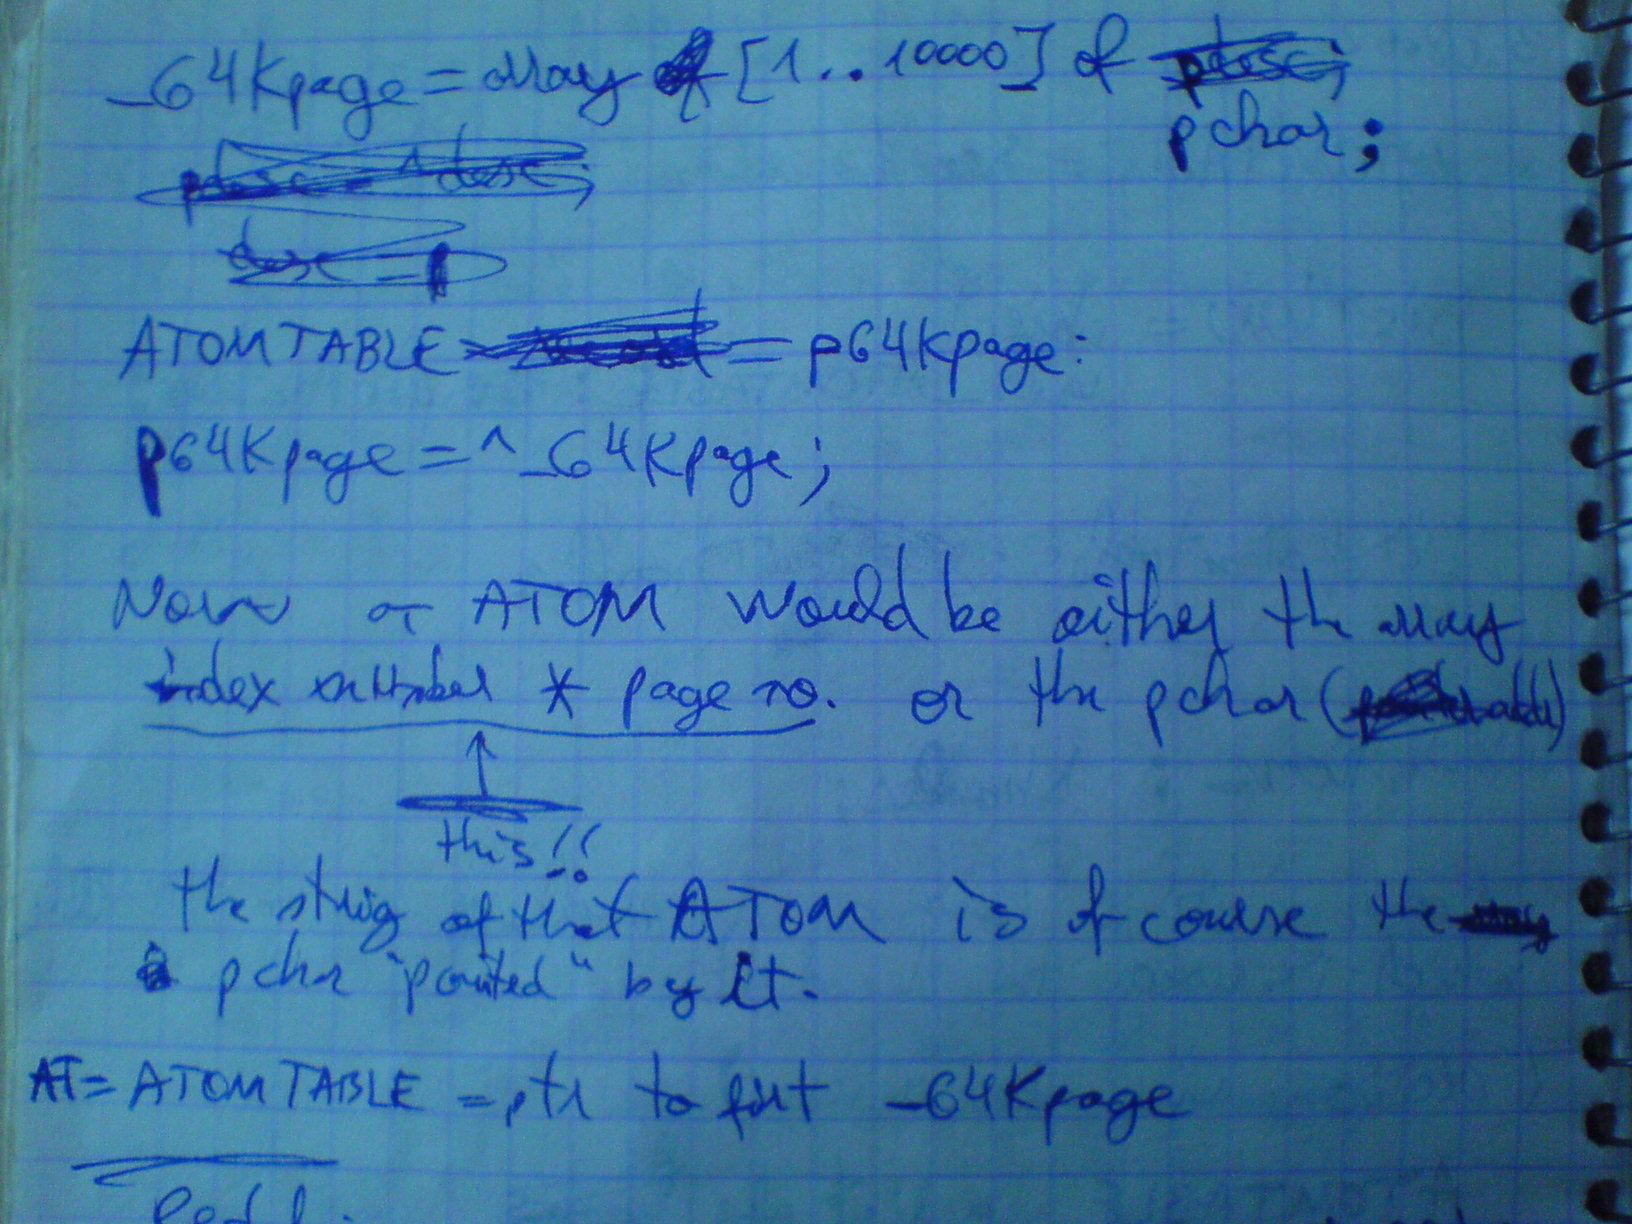 _64Kpage = array [1..10000] of
pchar;
ATOMTABLE = p64Kpage:
p64Kpage = ^_64Kpage;
Now an ATOM would be either the array
index number * page no. or the pchar (
this!!
the string of that ATOM is of course the
pchar "pointed" by it.
AT = ATOMTABLE = ptr to first _64Kpage